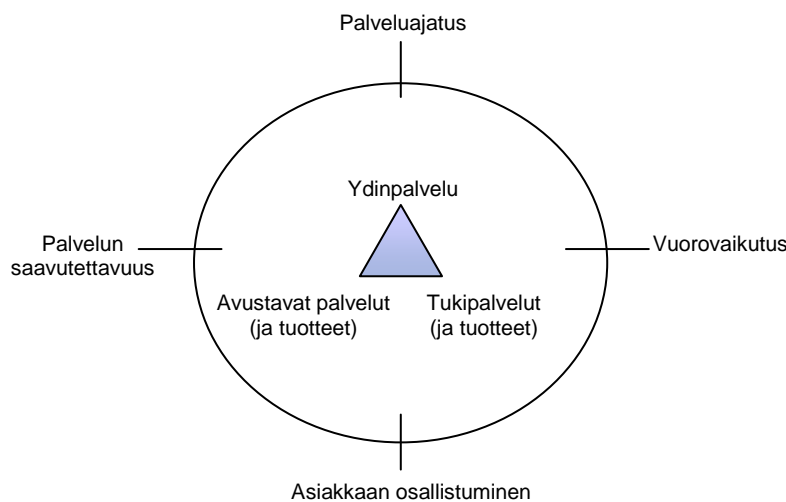 Palveluajatus
Ydinpalvelu
Palvelun
saavutettavuus
Vuorovaikutus
Avustavat palvelut
(ja tuotteet)
Tukipalvelut
(ja tuotteet)
Asiakkaan osallistuminen